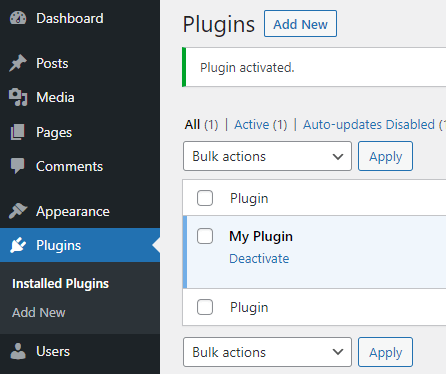 Dashboard
Posts
Media
Pages
Comments
Appearance
Plugins
Installed Plugins
Add New
Users
Plugins Add New
Plugin activated.
All (1) | Active (1) | Auto-updates Disabled (1
Bulk actions Apply
Plugin
My Plugin
Deactivate
Plugin
Bulk actions Apply